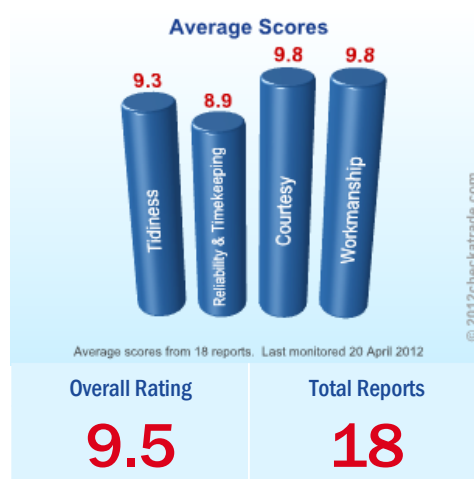 Average Scores
9.3
8.9
9.8
9.8
Tidiness
Reliability & Timekeeping
Courtesy
Workmanship
© 2012checkatrade.com
Average scores from 18 reports. Last monitored 20 April 2012
Overall Rating
Total Reports
9.5
18